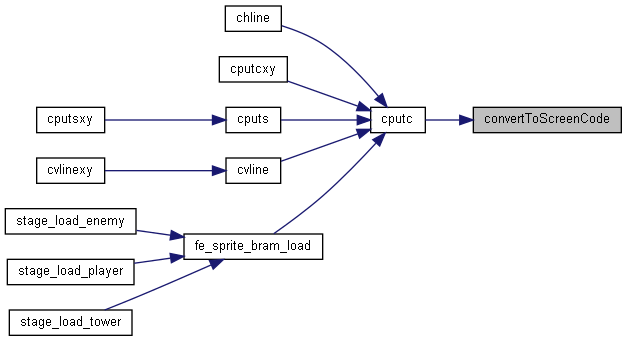 chline
cputcxy
cputsxy
cputs
cputc
convertToScreenCode
cvlinexy
cvline
stage_load_enemy
fe_sprite_bram_load
stage_load_player
stage_load_tower